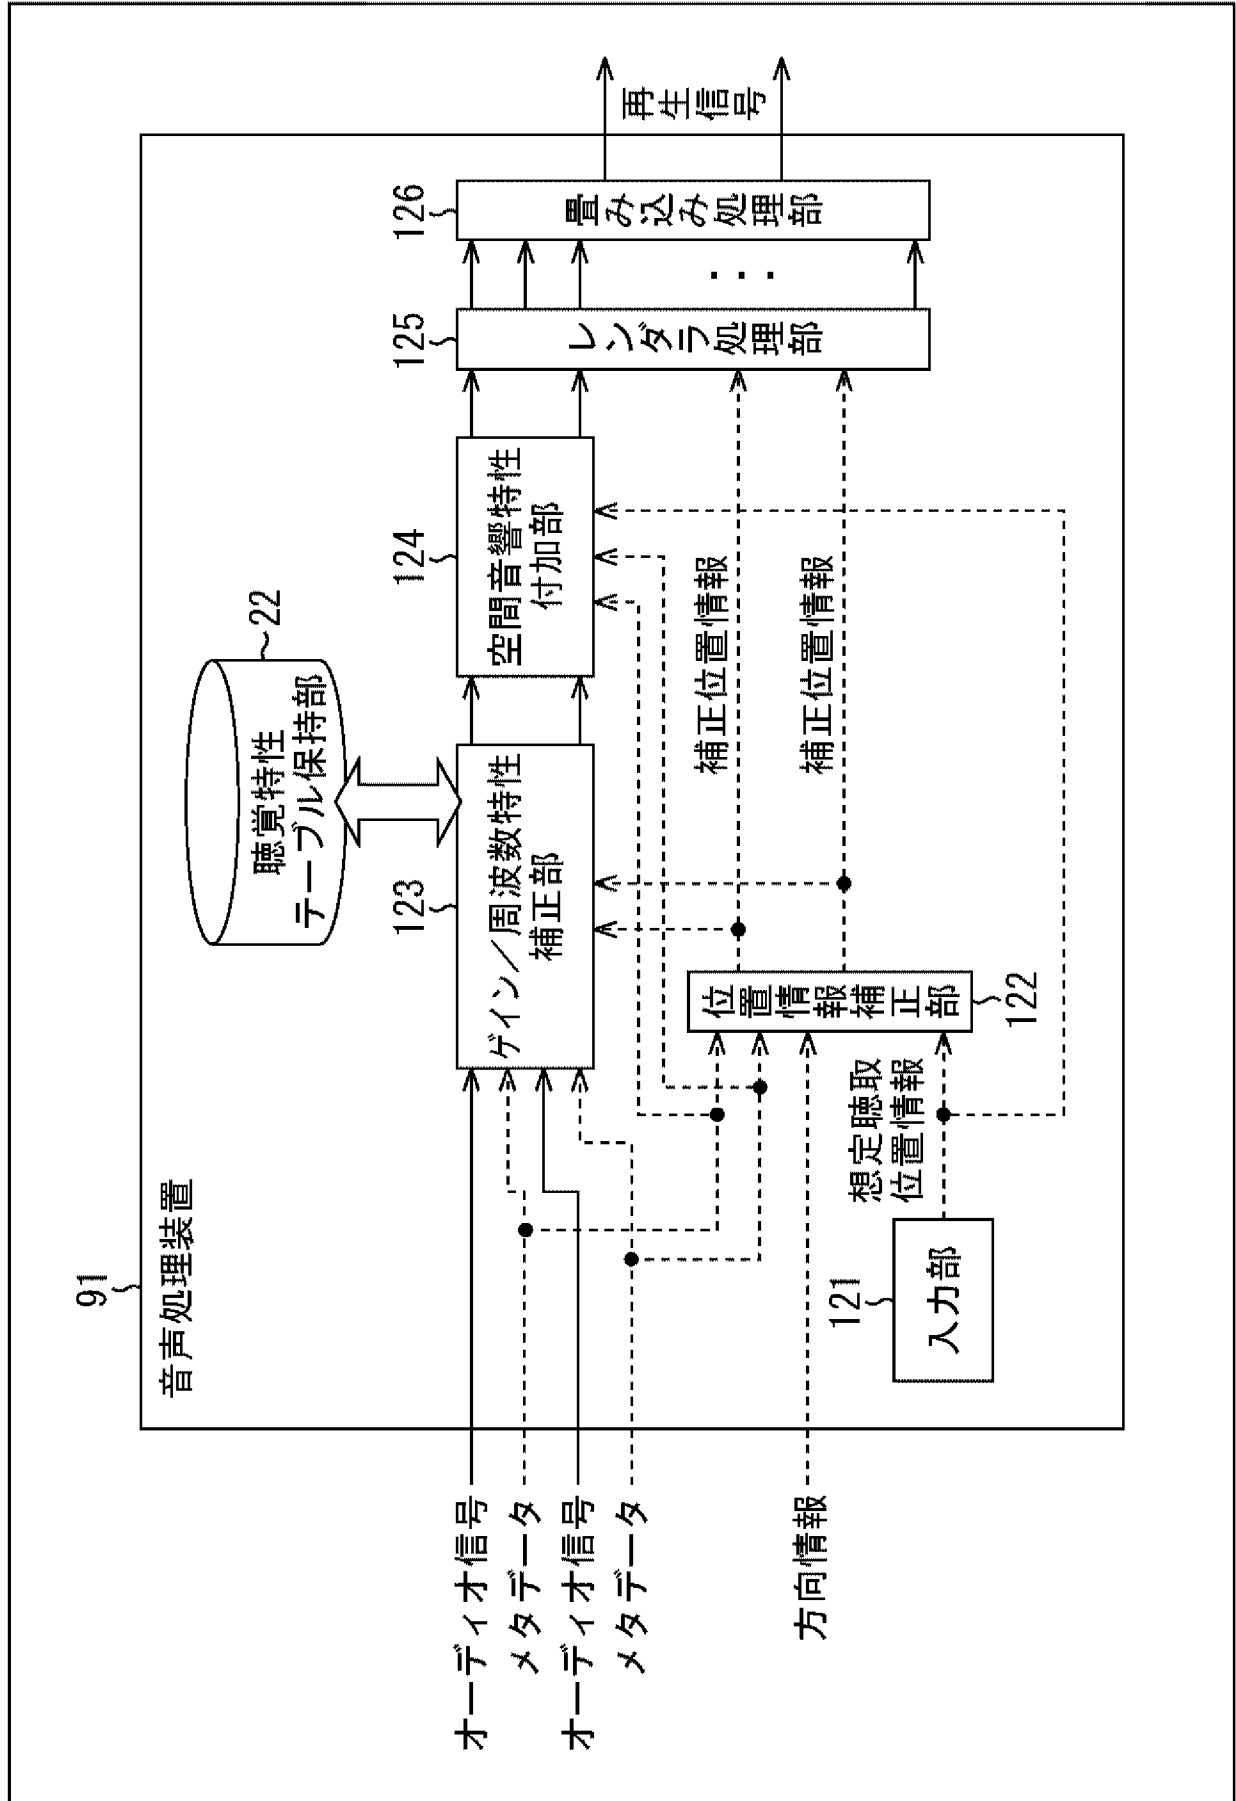 91
音声処理装置
聴覚特性
テーブル保持部
22
オーディオ信号
メタデータ
オーディオ信号
メタデータ
方向情報
123
ゲイン／周波数特性
補正部
124
空間音響特性
付加部
125
レンダラ処理部
126
畳み込み処理部
再生信号
補正位置情報
補正位置情報
位置情報補正部
122
想定聴取
位置情報
121
入力部